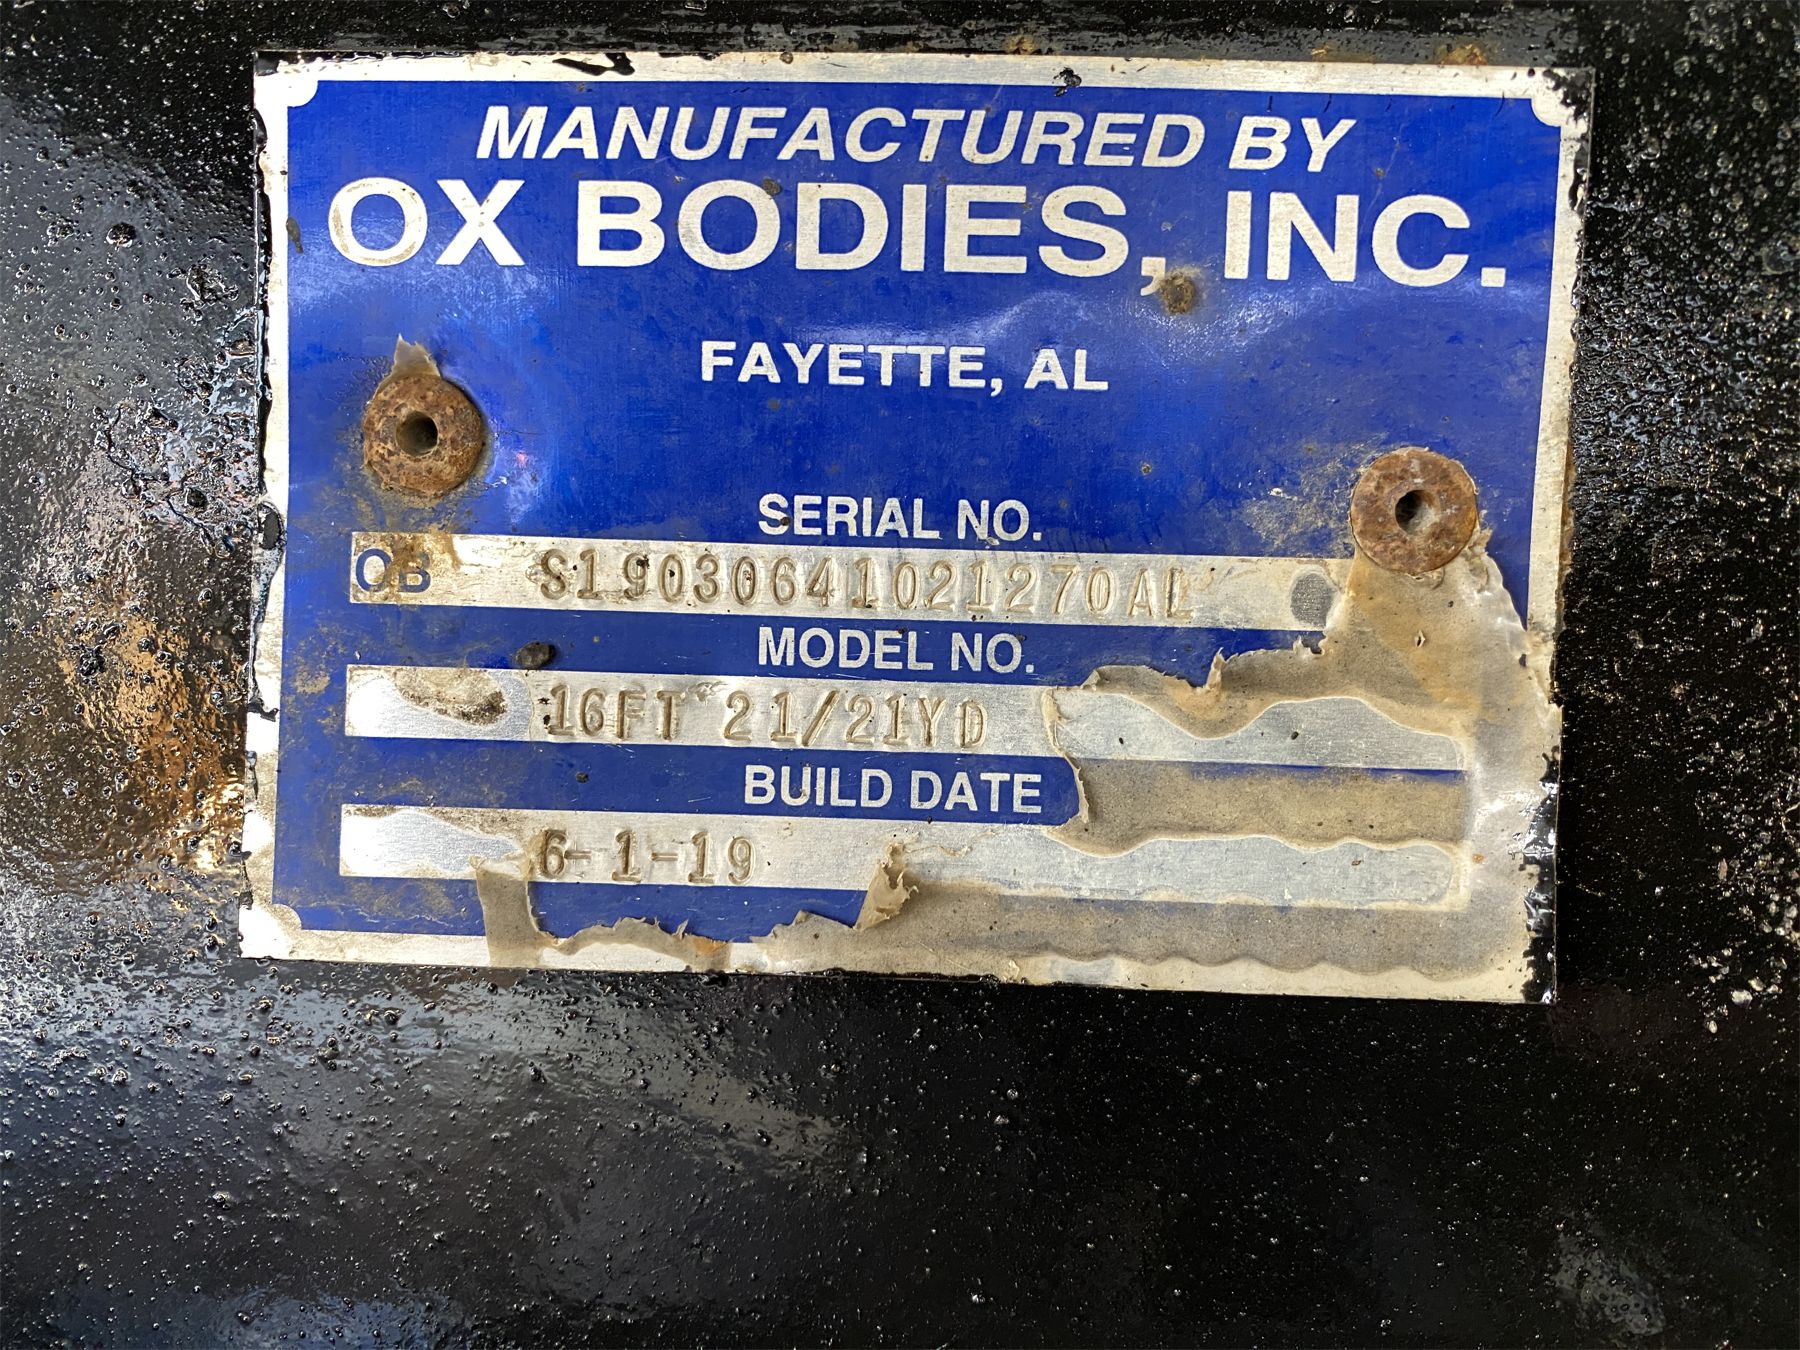 MANUFACTURED BY
OX BODIES, INC.
FAYETTE, AL
SERIAL NO.
OB S19030641021270AL
MODEL NO.
16FT 21/21YD
BUILD DATE
6-1-19